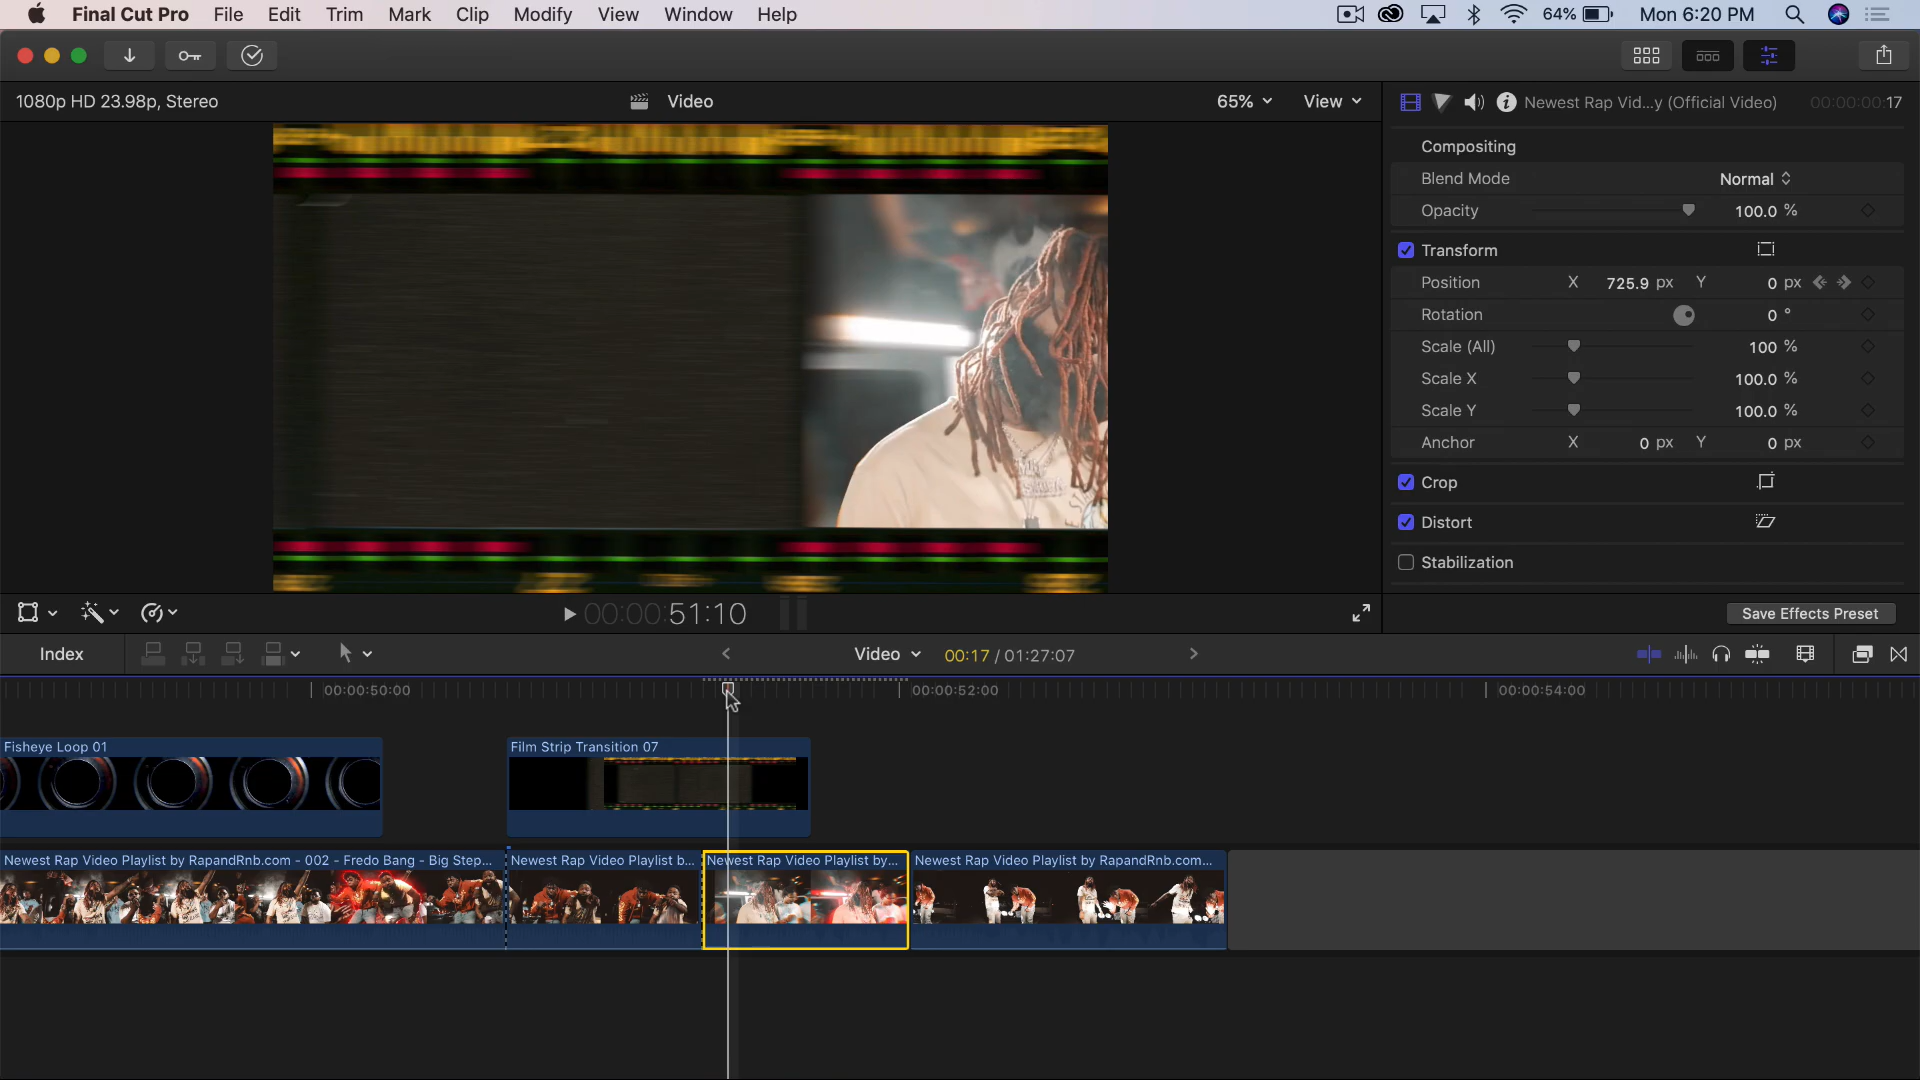 Final Cut Pro File Edit Trim Mark Clip Modify View Window Help 64% Mon 6:20 PM
1080p HD 23.98p, Stereo Video 65% View Newest Rap Vid...y (Official Video) 00:00:00:17
Compositing
Blend Mode Normal
Opacity 100.0 %
Transform
Position X 725.9 px Y 0 px
Rotation 0 °
Scale (All) 100 %
Scale X 100.0 %
Scale Y 100.0 %
Anchor X 0 px Y 0 px
Crop
Distort
Stabilization
00:00:51:10 Save Effects Preset
Index Video 00:17 / 01:27:07
00:00:50:00 00:00:52:00 00:00:54:00
Fisheye Loop 01 Film Strip Transition 07
Newest Rap Video Playlist by RapandRnb.com - 002 - Fredo Bang - Big Step... Newest Rap Video Playlist b... Newest Rap Video Playlist by... Newest Rap Video Playlist by RapandRnb.com...